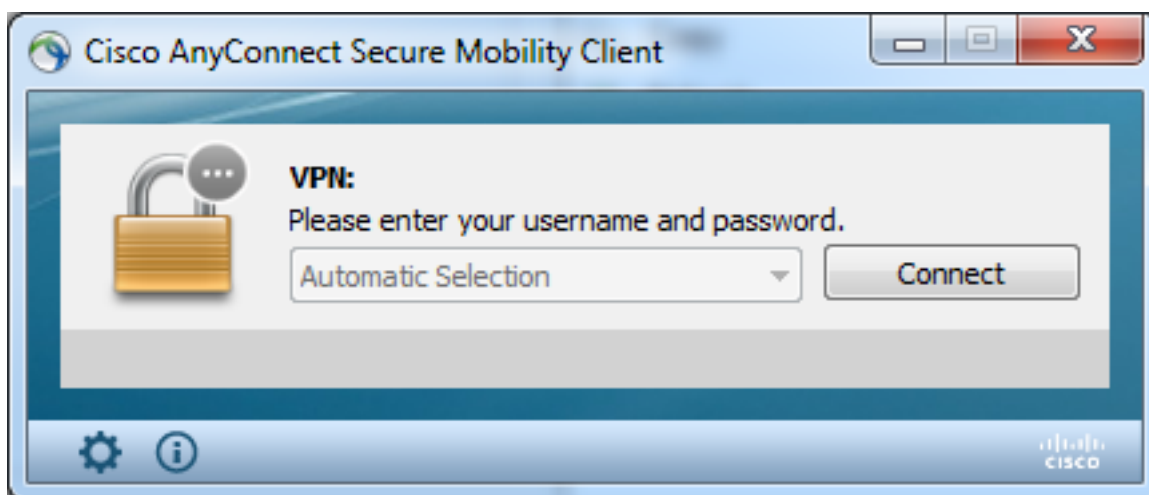 Cisco AnyConnect Secure Mobility Client
VPN:
Please enter your username and password.
Automatic Selection
Connect
CISCO